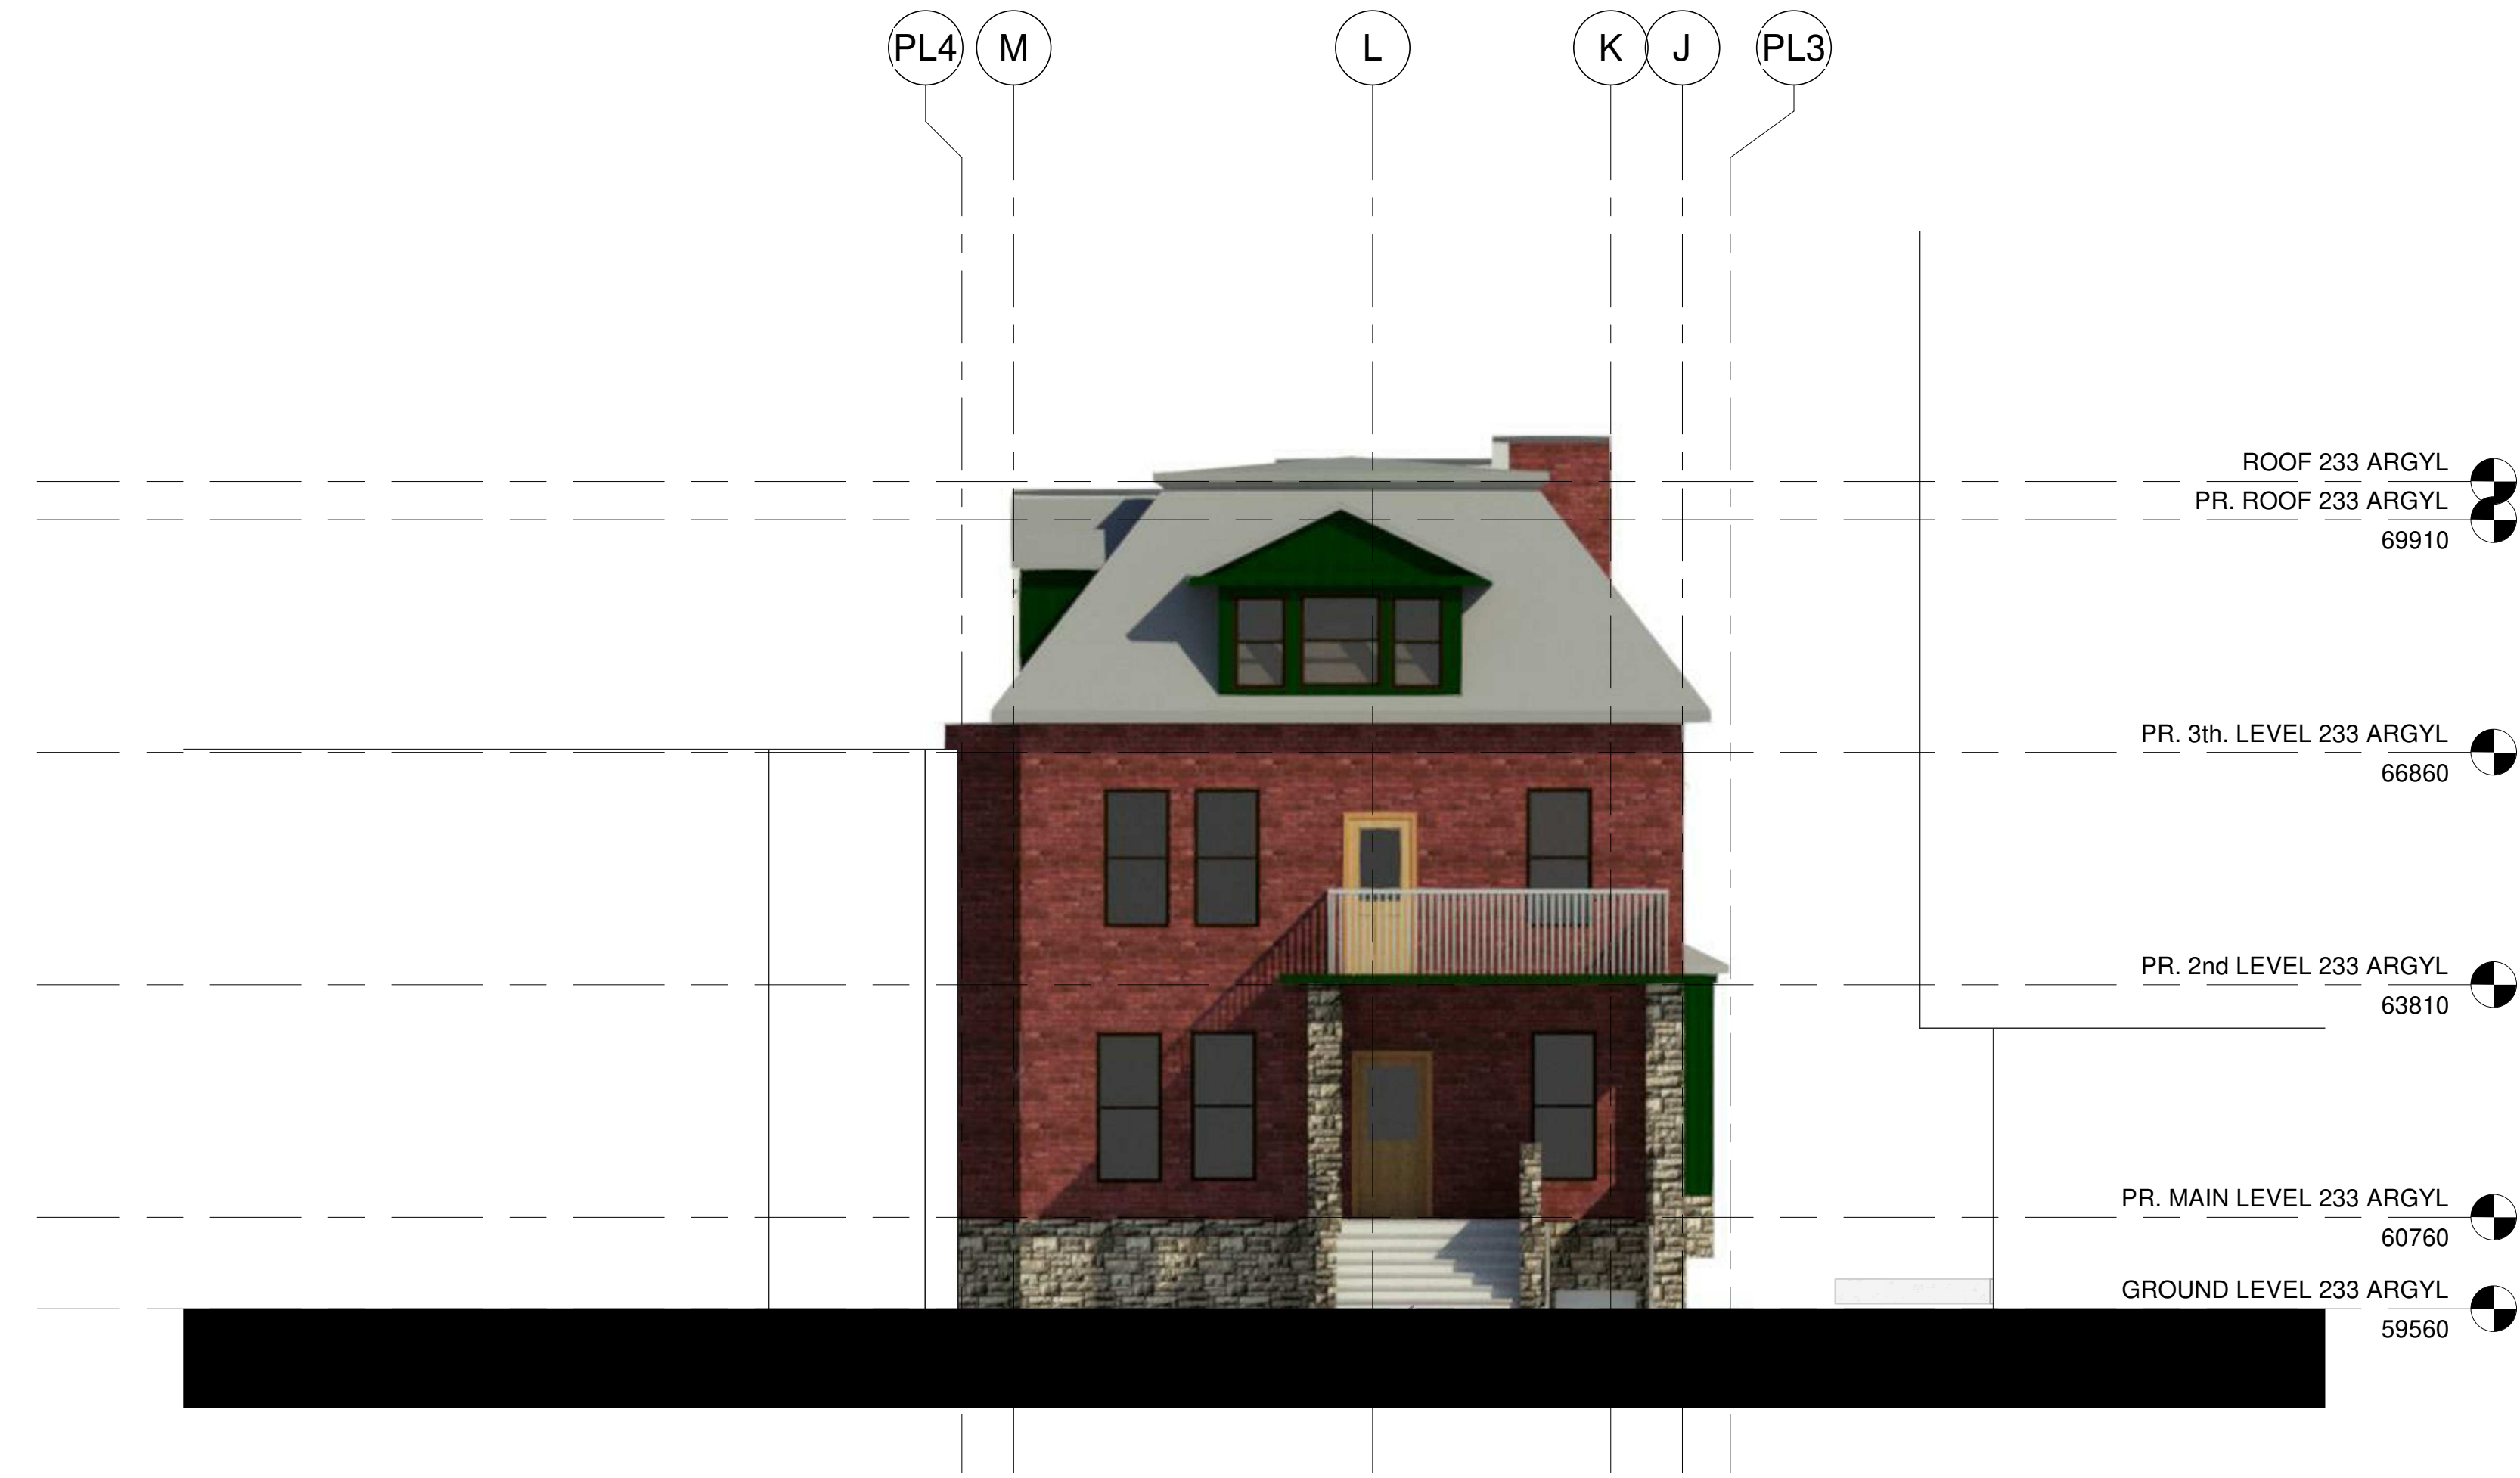 PL4 M L K J PL3
ROOF 233 ARGYL
PR. ROOF 233 ARGYL
69910
PR. 3th. LEVEL 233 ARGYL
66860
PR. 2nd LEVEL 233 ARGYL
63810
PR. MAIN LEVEL 233 ARGYL
60760
GROUND LEVEL 233 ARGYL
59560